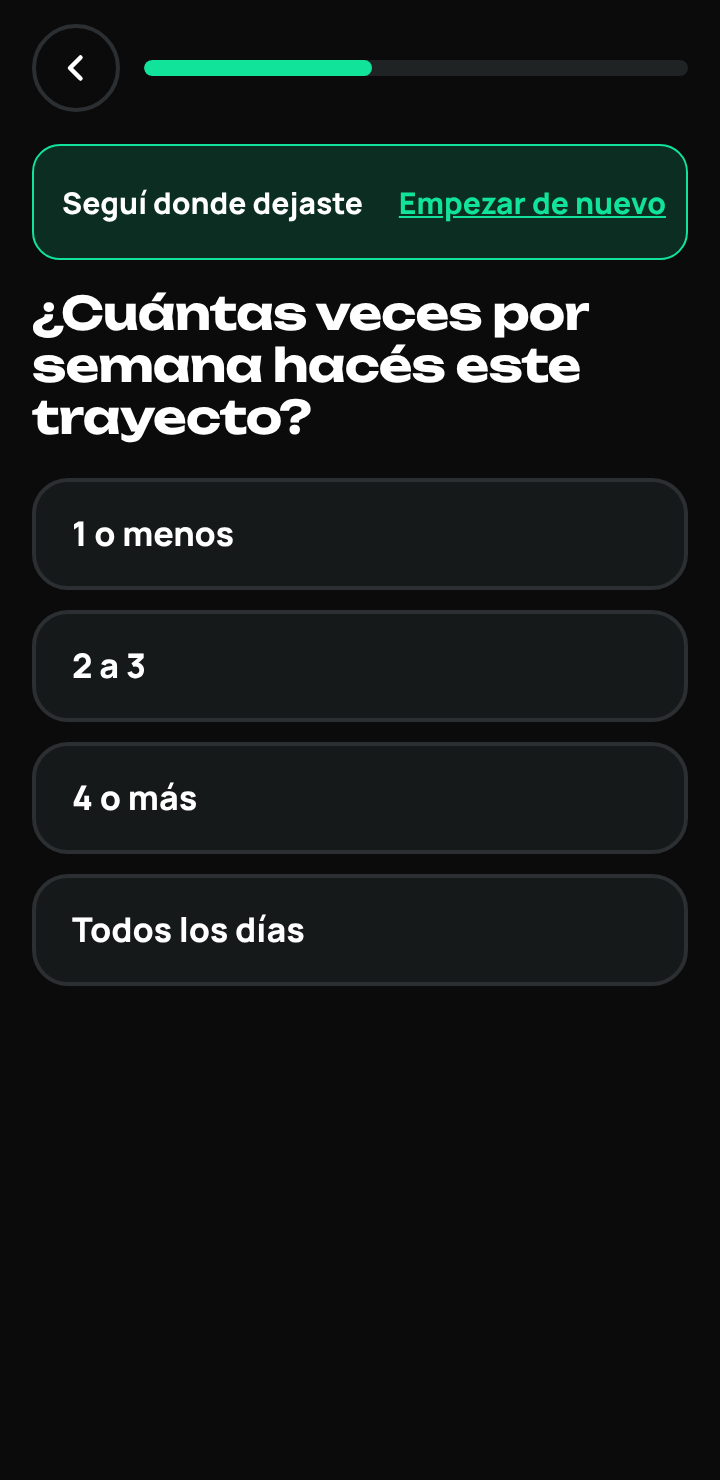 Seguí donde dejaste Empezar de nuevo
¿Cuántas veces por
semana hacés este
trayecto?
1 o menos
2 a 3
4 o más
Todos los días